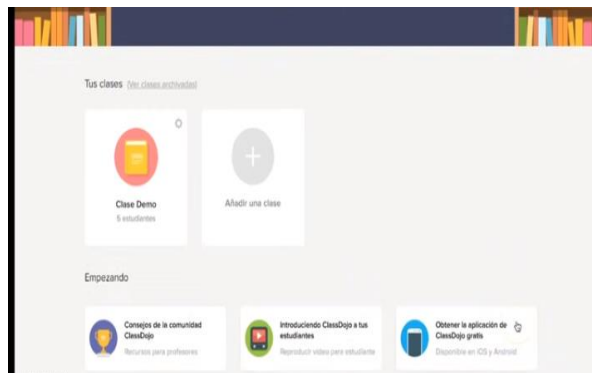 Tus clases (Ver clases archivadas)
Clase Demo
5 estudiantes
Añadir una clase
Empezando
Consejos de la comunidad
ClassDojo
Recursos para profesores
Introduciendo ClassDojo a tus
estudiantes
Reproducir video para estudiante
Obtener la aplicación de
ClassDojo gratis
Disponible en iOS y Android